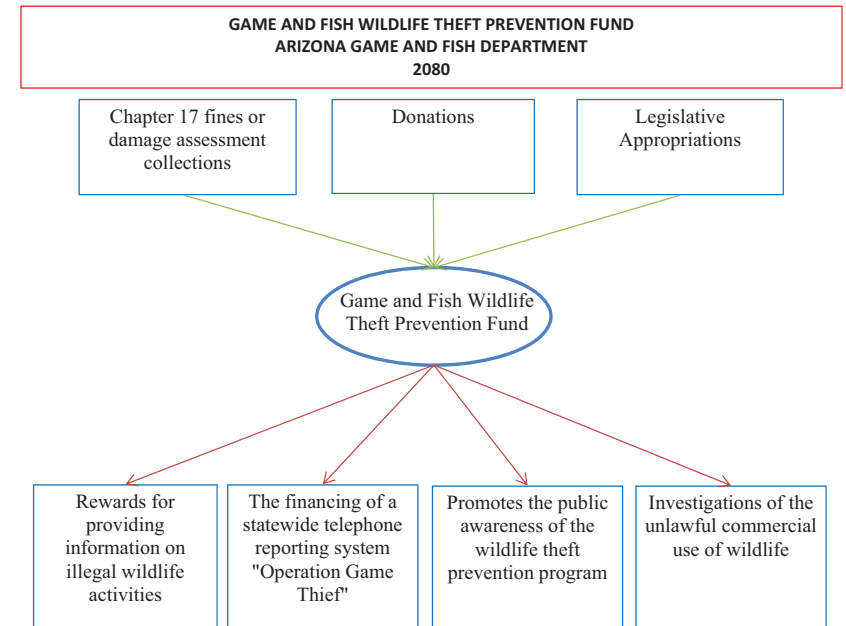 GAME AND FISH WILDLIFE THEFT PREVENTION FUND
ARIZONA GAME AND FISH DEPARTMENT
2080
Chapter 17 fines or
damage assessment
collections
Donations
Legislative
Appropriations
Game and Fish Wildlife
Theft Prevention Fund
Rewards for
providing
information on
illegal wildlife
activities
The financing of a
statewide telephone
reporting system
"Operation Game
Thief"
Promotes the public
awareness of the
wildlife theft
prevention program
Investigations of the
unlawful commercial
use of wildlife